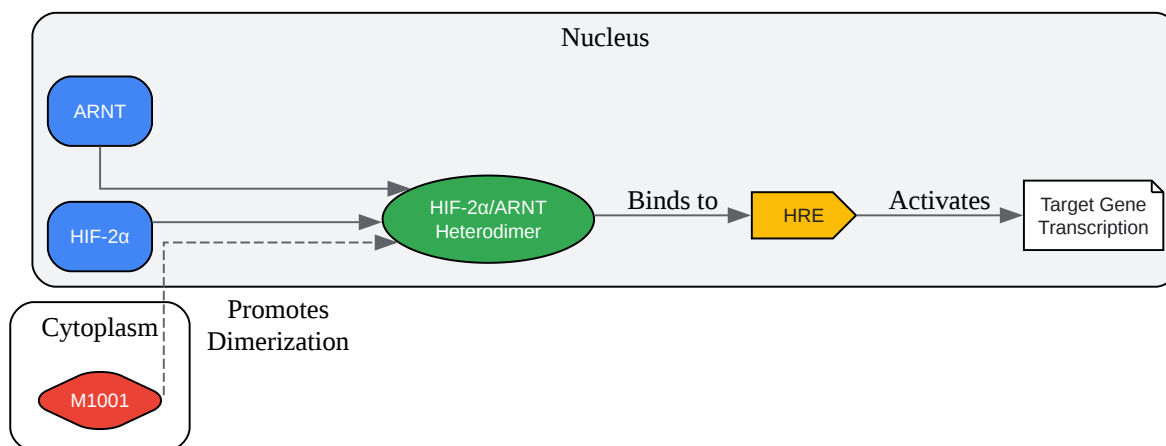 Nucleus
ARNT
HIF-2α
HIF-2α/ARNT
Heterodimer
Binds to
HRE
Activates
Target Gene
Transcription
Promotes
Dimerization
Cytoplasm
M1001